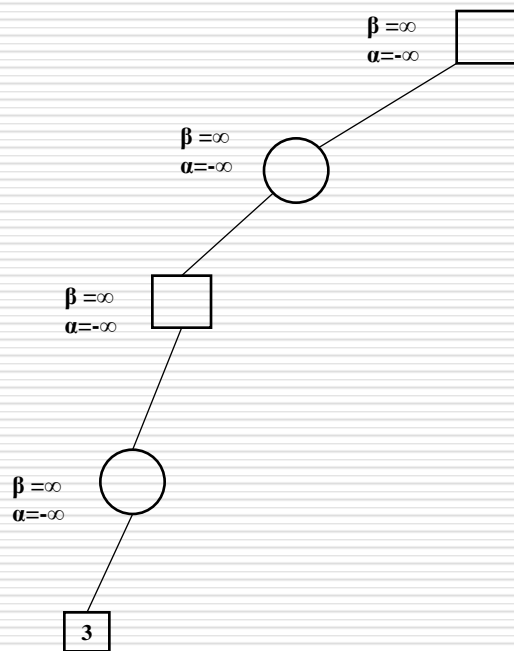 β =∞
α=-∞
β =∞
α=-∞
β =∞
α=-∞
β =∞
α=-∞
3